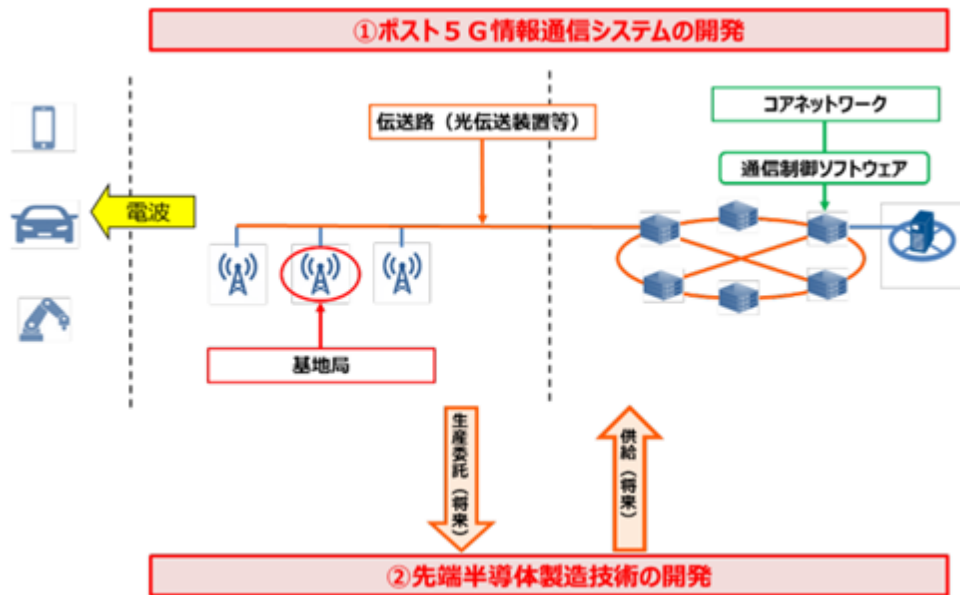 ①ポスト５Ｇ情報通信システムの開発
伝送路（光伝送装置等）
コアネットワーク
通信制御ソフトウェア
電波
基地局
生産委託（将来）
供給（将来）
②先端半導体製造技術の開発